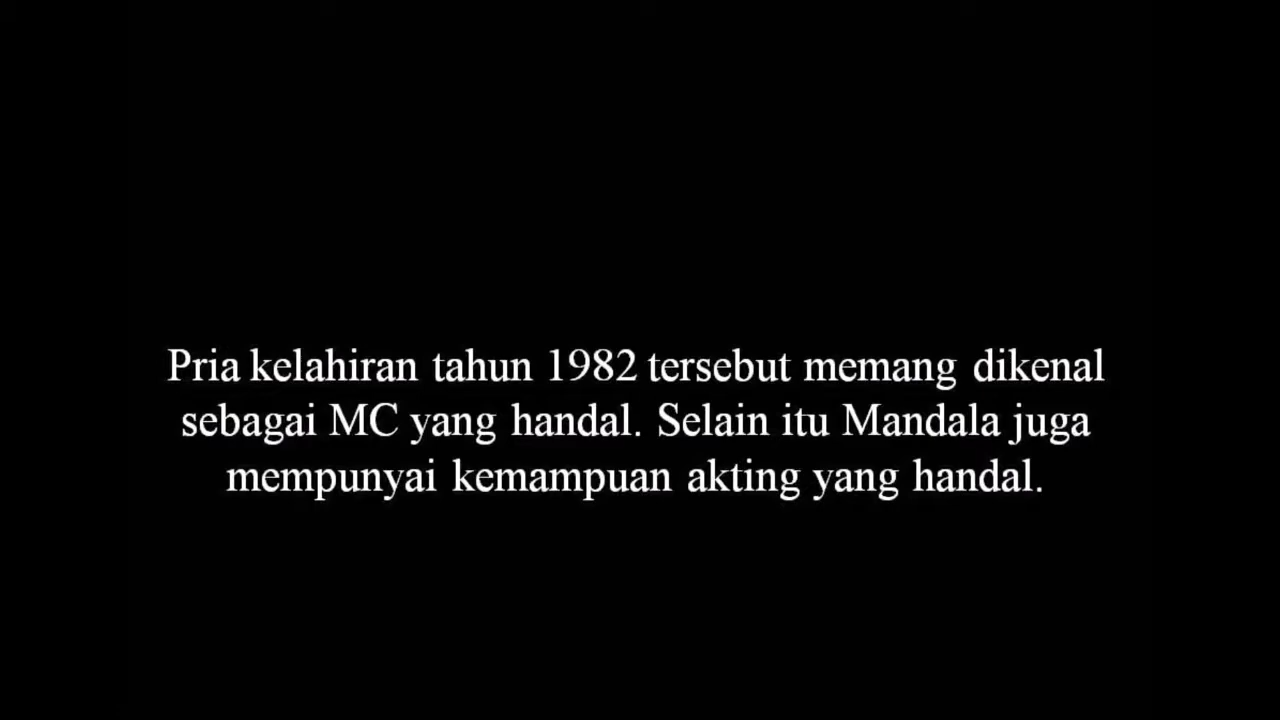 Pria kelahiran tahun 1982 tersebut memang dikenal
sebagai MC yang handal. Selain itu Mandala juga
mempunyai kemampuan akting yang handal.